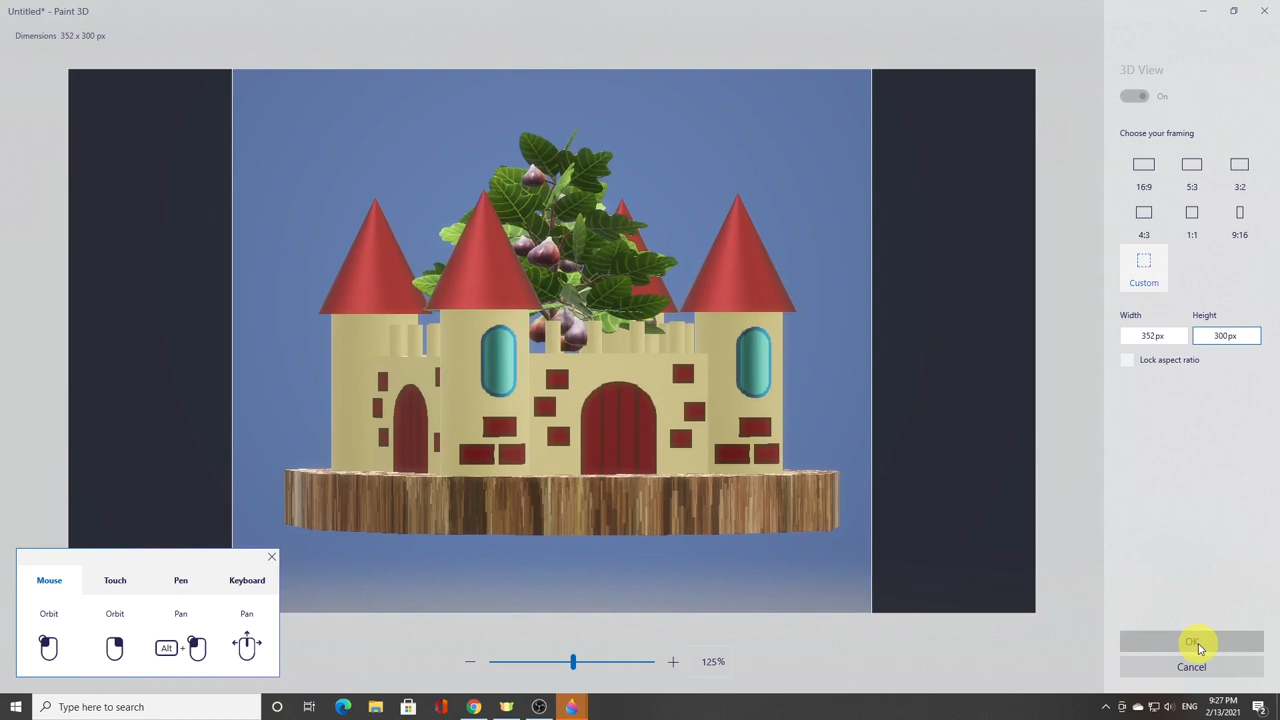 Untitled* - Paint 3D
Dimensions 352 x 300 px
3D View
On
Choose your framing
16:9 5:3 3:2
4:3 1:1 9:16
Custom
Width Height
352px 300px
Lock aspect ratio
Mouse Touch Pen Keyboard
Orbit Orbit Pan Pan
Alt +
125%
OK
Cancel
Type here to search
ENG
9:27 PM
2/13/2021
2